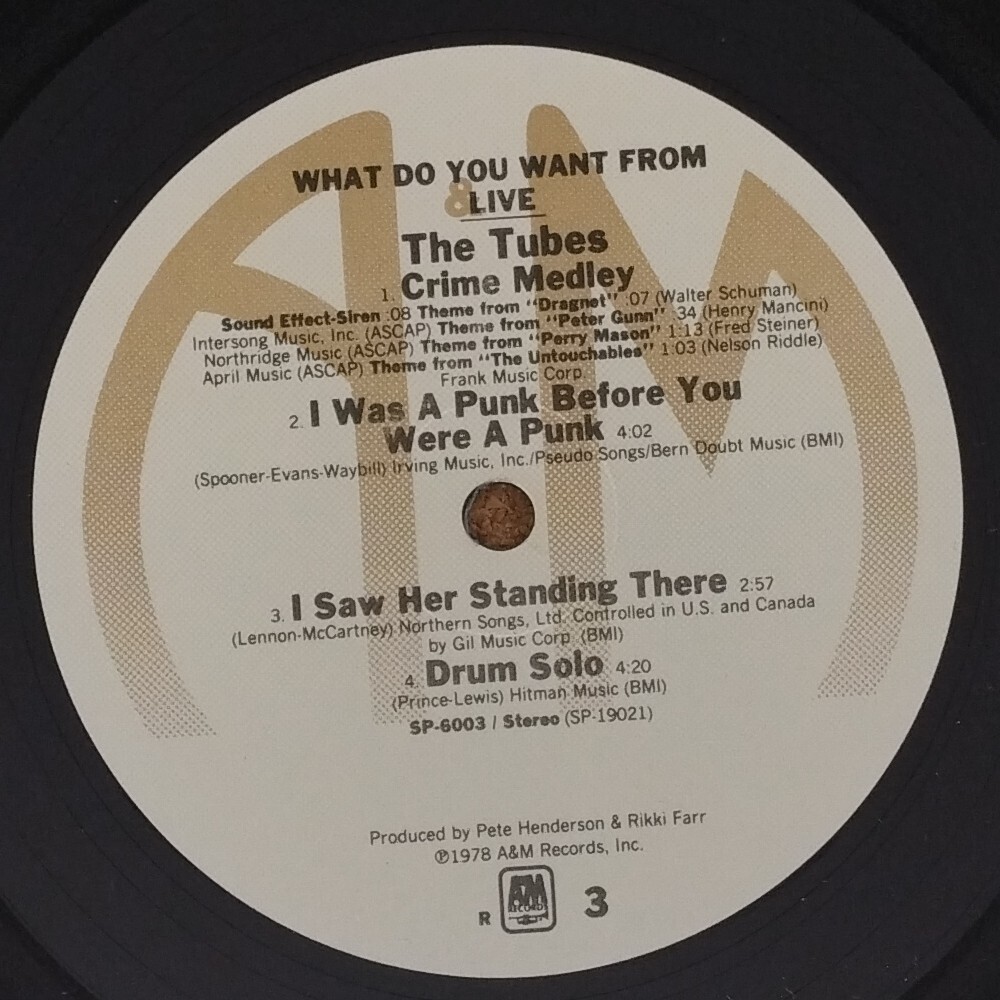 WHAT DO YOU WANT FROM
&
LIVE
The Tubes
1. Crime Medley
Sound Effect-Siren :08 Theme from "Dragnet" :07 (Walter Schuman)
Intersong Music, Inc. (ASCAP) Theme from "Peter Gunn" :34 (Henry Mancini)
Northridge Music (ASCAP) Theme from "Perry Mason" 1:13 (Fred Steiner)
April Music (ASCAP) Theme from "The Untouchables" 1:03 (Nelson Riddle)
Frank Music Corp.
2. I Was A Punk Before You
Were A Punk 4:02
(Spooner-Evans-Waybill) Irving Music, Inc./Pseudo Songs/Bern Doubt Music (BMI)
3. I Saw Her Standing There 2:57
(Lennon-McCartney) Northern Songs, Ltd. Controlled in U.S. and Canada
by Gil Music Corp. (BMI)
4. Drum Solo 4:20
(Prince-Lewis) Hitman Music (BMI)
SP-6003 / Stereo (SP-19021)
Produced by Pete Henderson & Rikki Farr
℗1978 A&M Records, Inc.
R A&M RECORDS 3